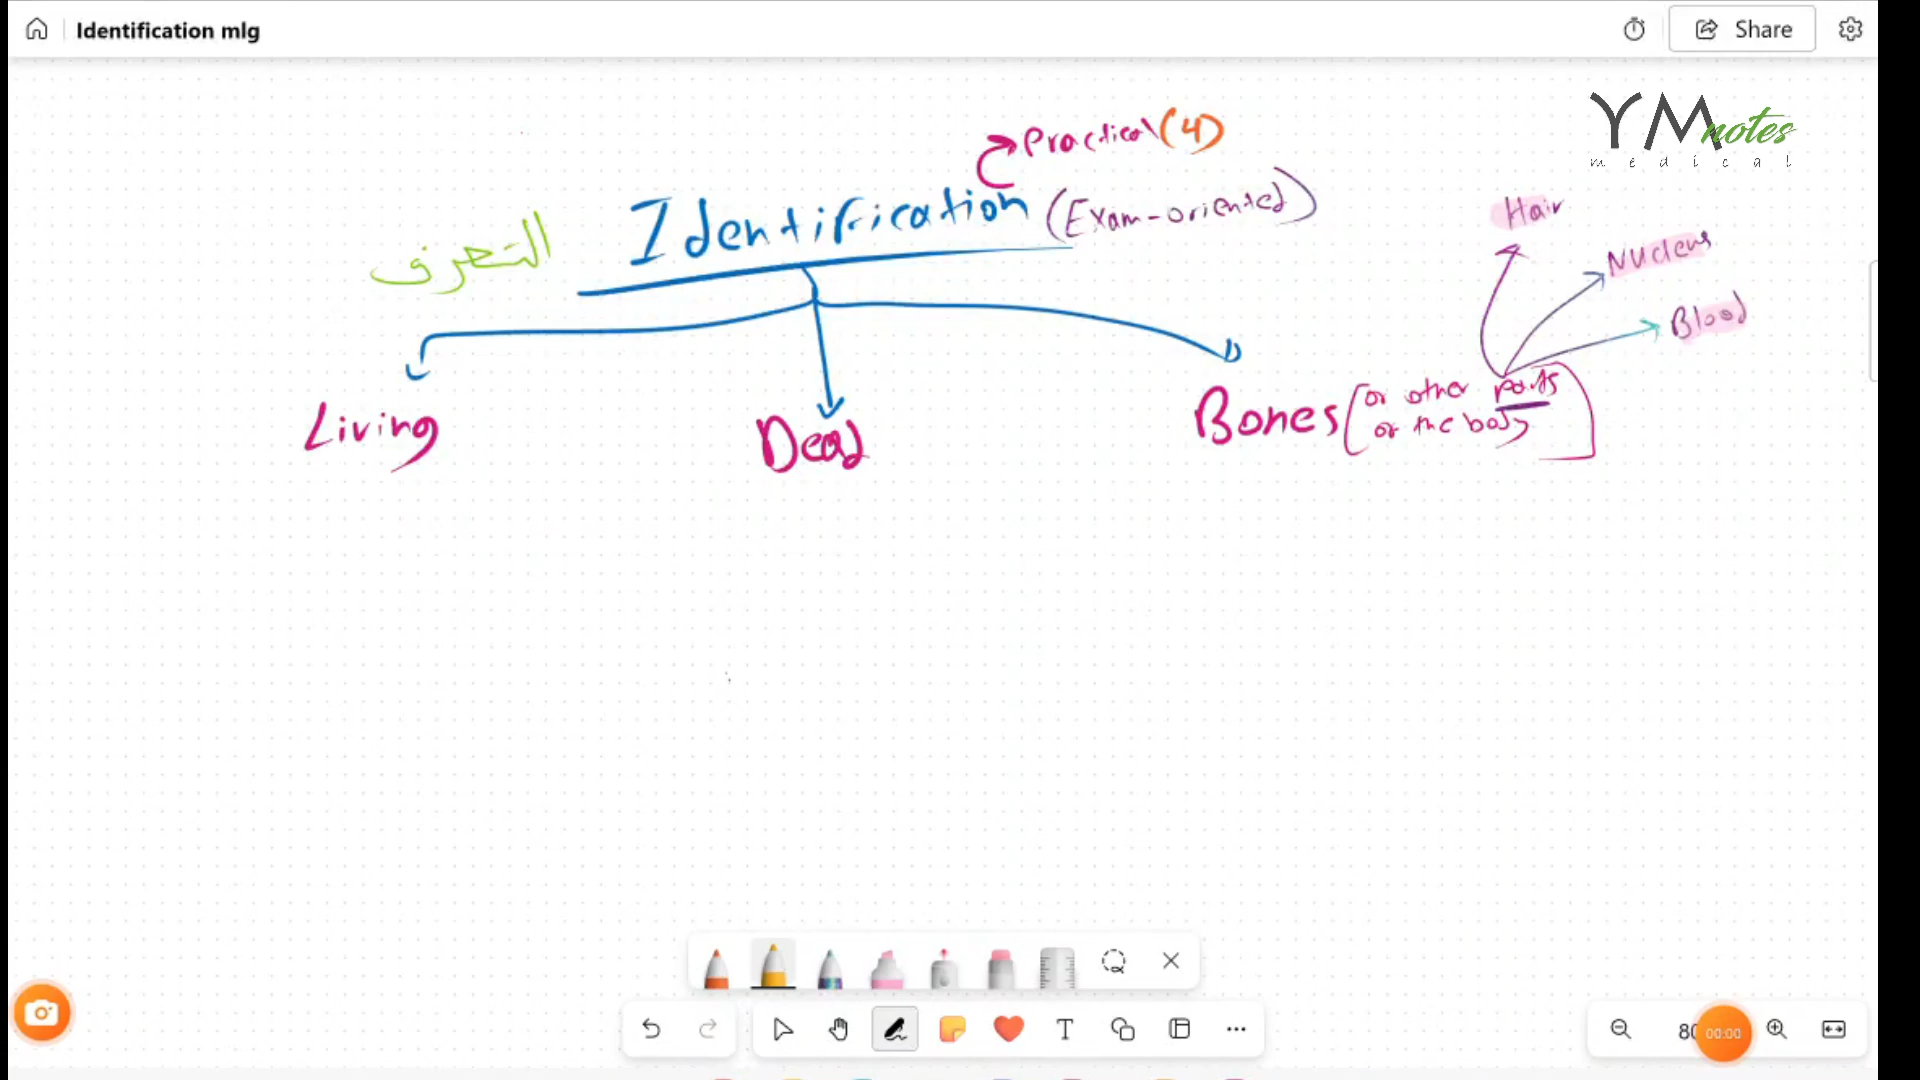 Identification mlg
Share
YM notes
medical
Practical (4)
Identification (Exam-oriented)
التعرف
Hair
Nucleus
Blood
Living
Dead
Bones (or other parts
of the body)
T
80
00:00